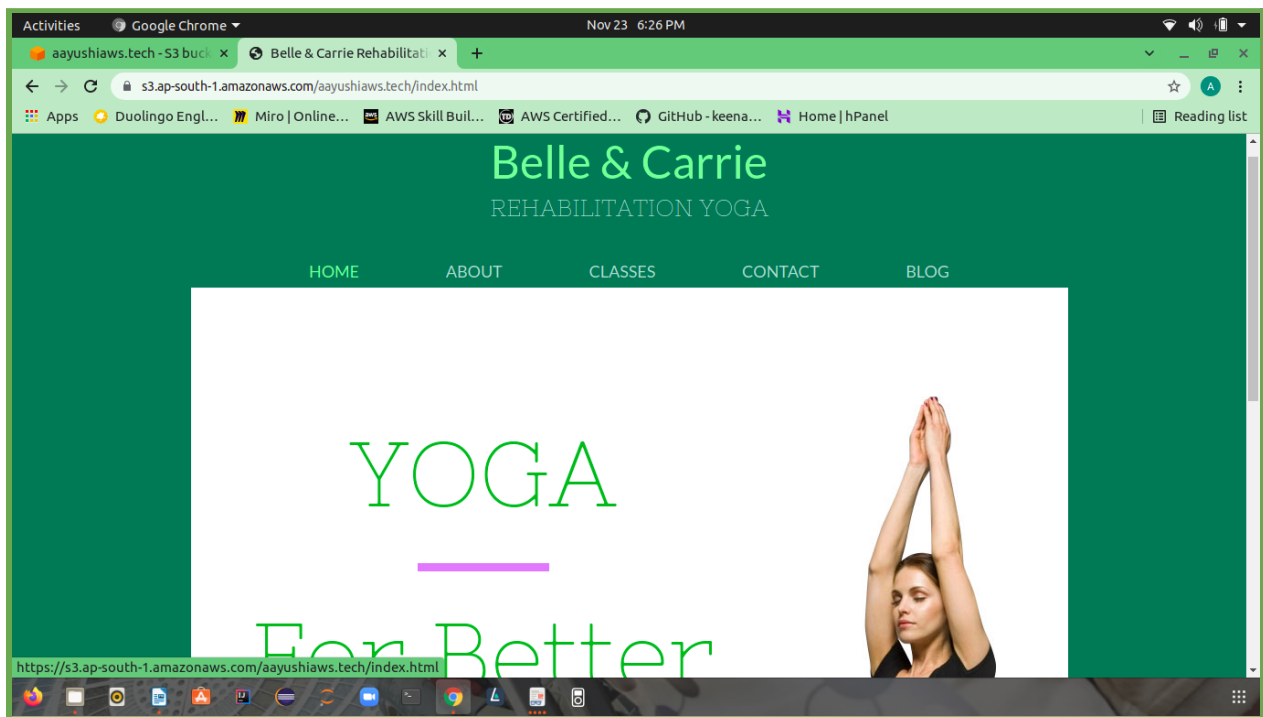 Activities Google Chrome Nov 23 6:26 PM
aayushiaws.tech - S3 buck Belle & Carrie Rehabilitati
s3.ap-south-1.amazonaws.com/aayushiaws.tech/index.html A
Apps Duolingo Engl... Miro | Online... AWS Skill Buil... AWS Certified... GitHub - keena... Home | hPanel Reading list
Belle & Carrie
REHABILITATION YOGA
HOME ABOUT CLASSES CONTACT BLOG
YOGA
For Better
https://s3.ap-south-1.amazonaws.com/aayushiaws.tech/index.html